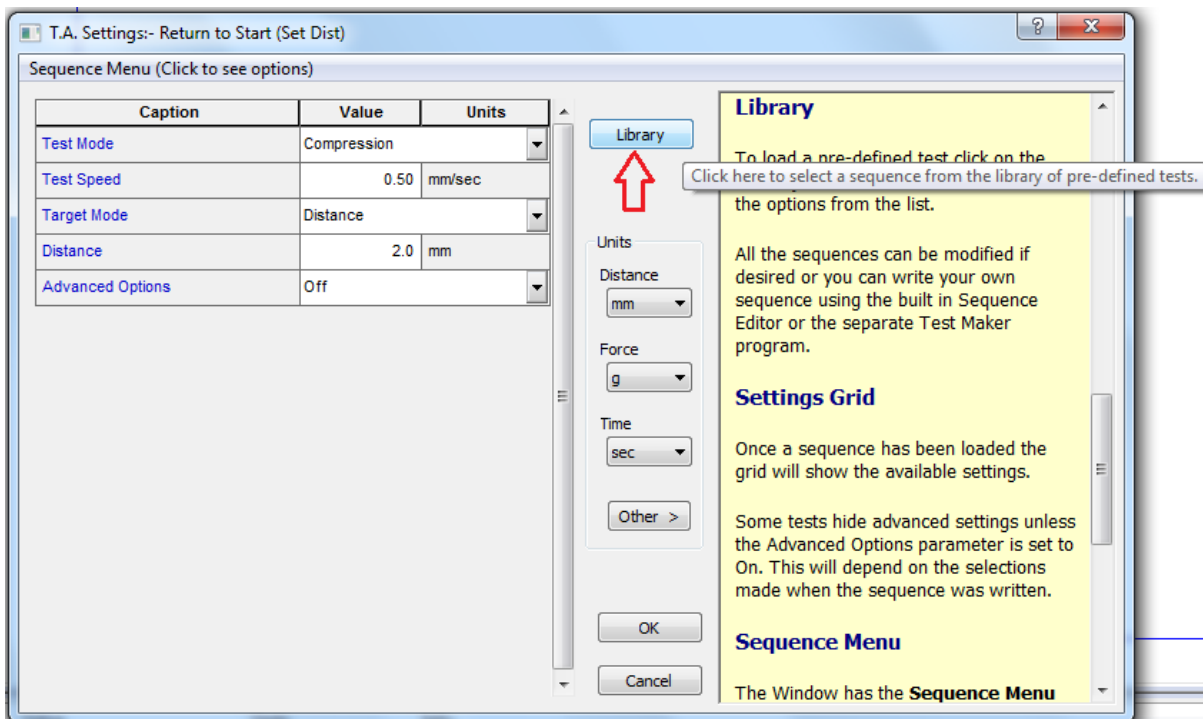 T.A. Settings:- Return to Start (Set Dist)
Sequence Menu (Click to see options)
Caption Value Units
Test Mode Compression
Test Speed 0.50 mm/sec
Target Mode Distance
Distance 2.0 mm
Advanced Options Off
Library
Click here to select a sequence from the library of pre-defined tests.
Units
Distance
mm
Force
g
Time
sec
Other >
OK
Cancel
Library
To load a pre-defined test click on the
the options from the list.
All the sequences can be modified if
desired or you can write your own
sequence using the built in Sequence
Editor or the separate Test Maker
program.
Settings Grid
Once a sequence has been loaded the
grid will show the available settings.
Some tests hide advanced settings unless
the Advanced Options parameter is set to
On. This will depend on the selections
made when the sequence was written.
Sequence Menu
The Window has the Sequence Menu